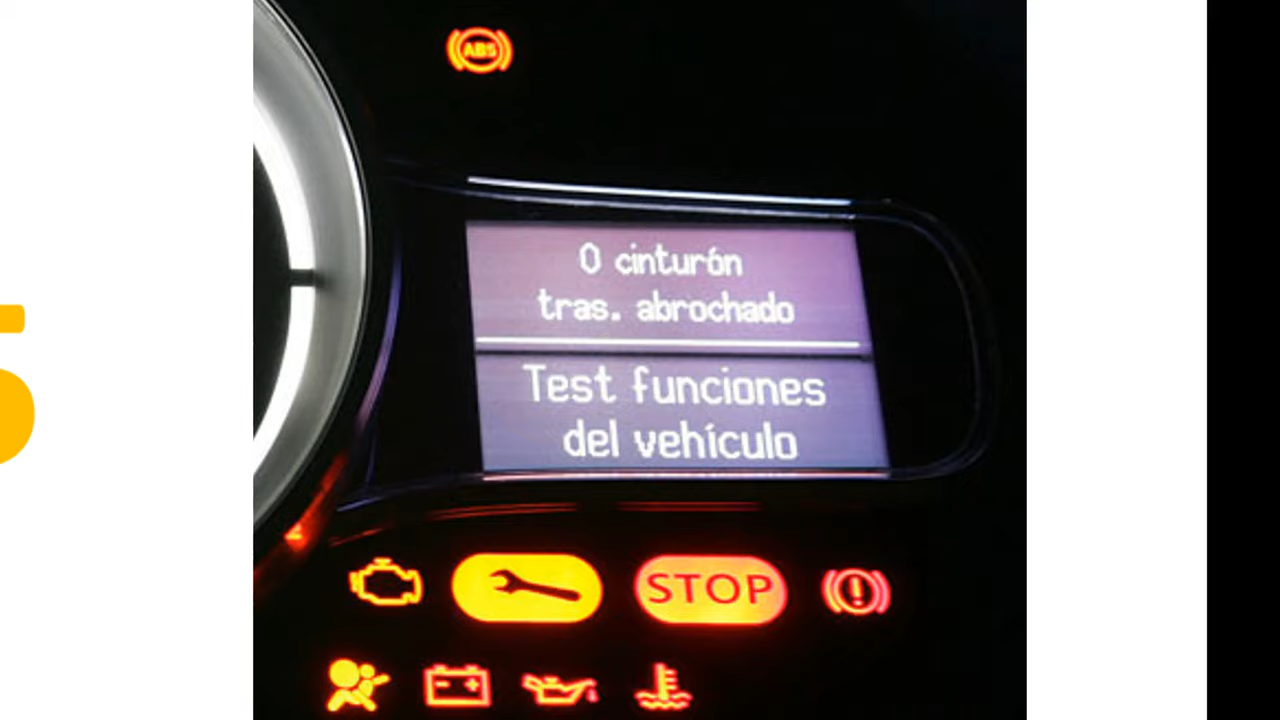 ABS
0 cinturón
tras. abrochado
Test funciones
del vehículo
STOP